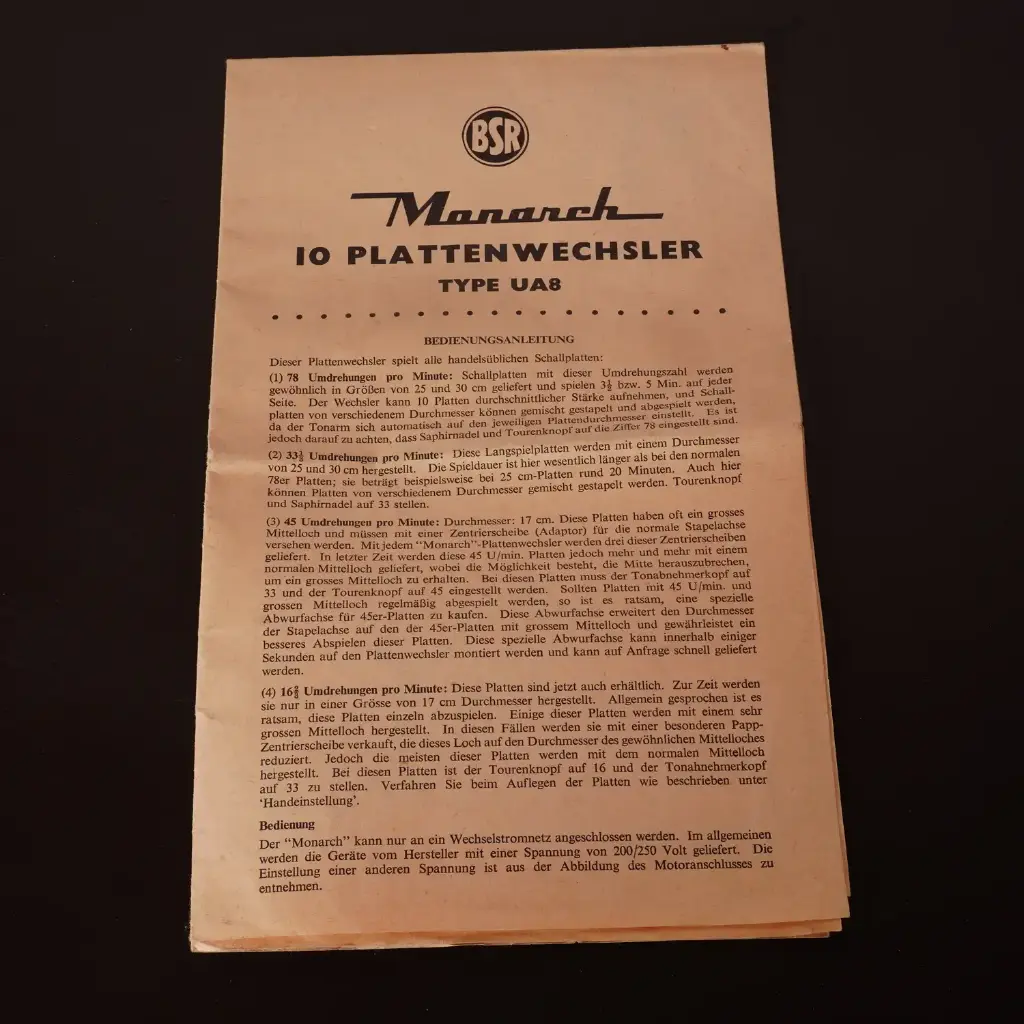 BSR
Monarch
10 PLATTENWECHSLER
TYPE UA8
BEDIENUNGSANLEITUNG
Dieser Plattenwechsler spielt alle handelsüblichen Schallplatten:
(1) 78 Umdrehungen pro Minute: Schallplatten mit dieser Umdrehungszahl werden
gewöhnlich in Größen von 25 und 30 cm geliefert und spielen 3½ bzw. 5 Min. auf jeder
Seite. Der Wechsler kann 10 Platten durchschnittlicher Stärke aufnehmen, und Schall-
platten von verschiedenem Durchmesser können gemischt gestapelt und abgespielt werden,
da der Tonarm sich automatisch auf den jeweiligen Plattendurchmesser einstellt. Es ist
jedoch darauf zu achten, dass Saphirnadel und Tourenknopf auf die Ziffer 78 eingestellt sind.
(2) 33⅓ Umdrehungen pro Minute: Diese Langspielplatten werden mit einem Durchmesser
von 25 und 30 cm hergestellt. Die Spieldauer ist hier wesentlich länger als bei den normalen
78er Platten; sie beträgt beispielsweise bei 25 cm-Platten rund 20 Minuten. Auch hier
können Platten von verschiedenem Durchmesser gemischt gestapelt werden. Tourenknopf
und Saphirnadel auf 33 stellen.
(3) 45 Umdrehungen pro Minute: Durchmesser: 17 cm. Diese Platten haben oft ein grosses
Mittelloch und müssen mit einer Zentrierscheibe (Adaptor) für die normale Stapelachse
versehen werden. Mit jedem "Monarch"-Plattenwechsler werden drei dieser Zentrierscheiben
geliefert. In letzter Zeit werden diese 45 U/min. Platten jedoch mehr und mehr mit einem
normalen Mittelloch geliefert, wobei die Möglichkeit besteht, die Mitte herauszubrechen,
um ein grosses Mittelloch zu erhalten. Bei diesen Platten muss der Tonabnehmerkopf auf
33 und der Tourenknopf auf 45 eingestellt werden. Sollten Platten mit 45 U/min. und
grossen Mittelloch regelmäßig abgespielt werden, so ist es ratsam, eine spezielle
Abwurfachse für 45er-Platten zu kaufen. Diese Abwurfachse erweitert den Durchmesser
der Stapelachse auf den der 45er-Platten mit grossem Mittelloch und gewährleistet ein
besseres Abspielen dieser Platten. Diese spezielle Abwurfachse kann innerhalb einiger
Sekunden auf den Plattenwechsler montiert werden und kann auf Anfrage schnell geliefert
werden.
(4) 16⅔ Umdrehungen pro Minute: Diese Platten sind jetzt auch erhältlich. Zur Zeit werden
sie nur in einer Grösse von 17 cm Durchmesser hergestellt. Allgemein gesprochen ist es
ratsam, diese Platten einzeln abzuspielen. Einige dieser Platten werden mit einem sehr
grossen Mittelloch hergestellt. In diesen Fällen werden sie mit einer besonderen Papp-
Zentrierscheibe verkauft, die dieses Loch auf den Durchmesser des gewöhnlichen Mittelloches
reduziert. Jedoch die meisten dieser Platten werden mit dem normalen Mittelloch
hergestellt. Bei diesen Platten ist der Tourenknopf auf 16 und der Tonahnehmerkopf
auf 33 zu stellen. Verfahren Sie beim Auflegen der Platten wie beschrieben unter
'Handeinstellung'.
Bedienung
Der "Monarch" kann nur an ein Wechselstromnetz angeschlossen werden. Im allgemeinen
werden die Geräte vom Hersteller mit einer Spannung von 200/250 Volt geliefert. Die
Einstellung einer anderen Spannung ist aus der Abbildung des Motoranschlusses zu
entnehmen.